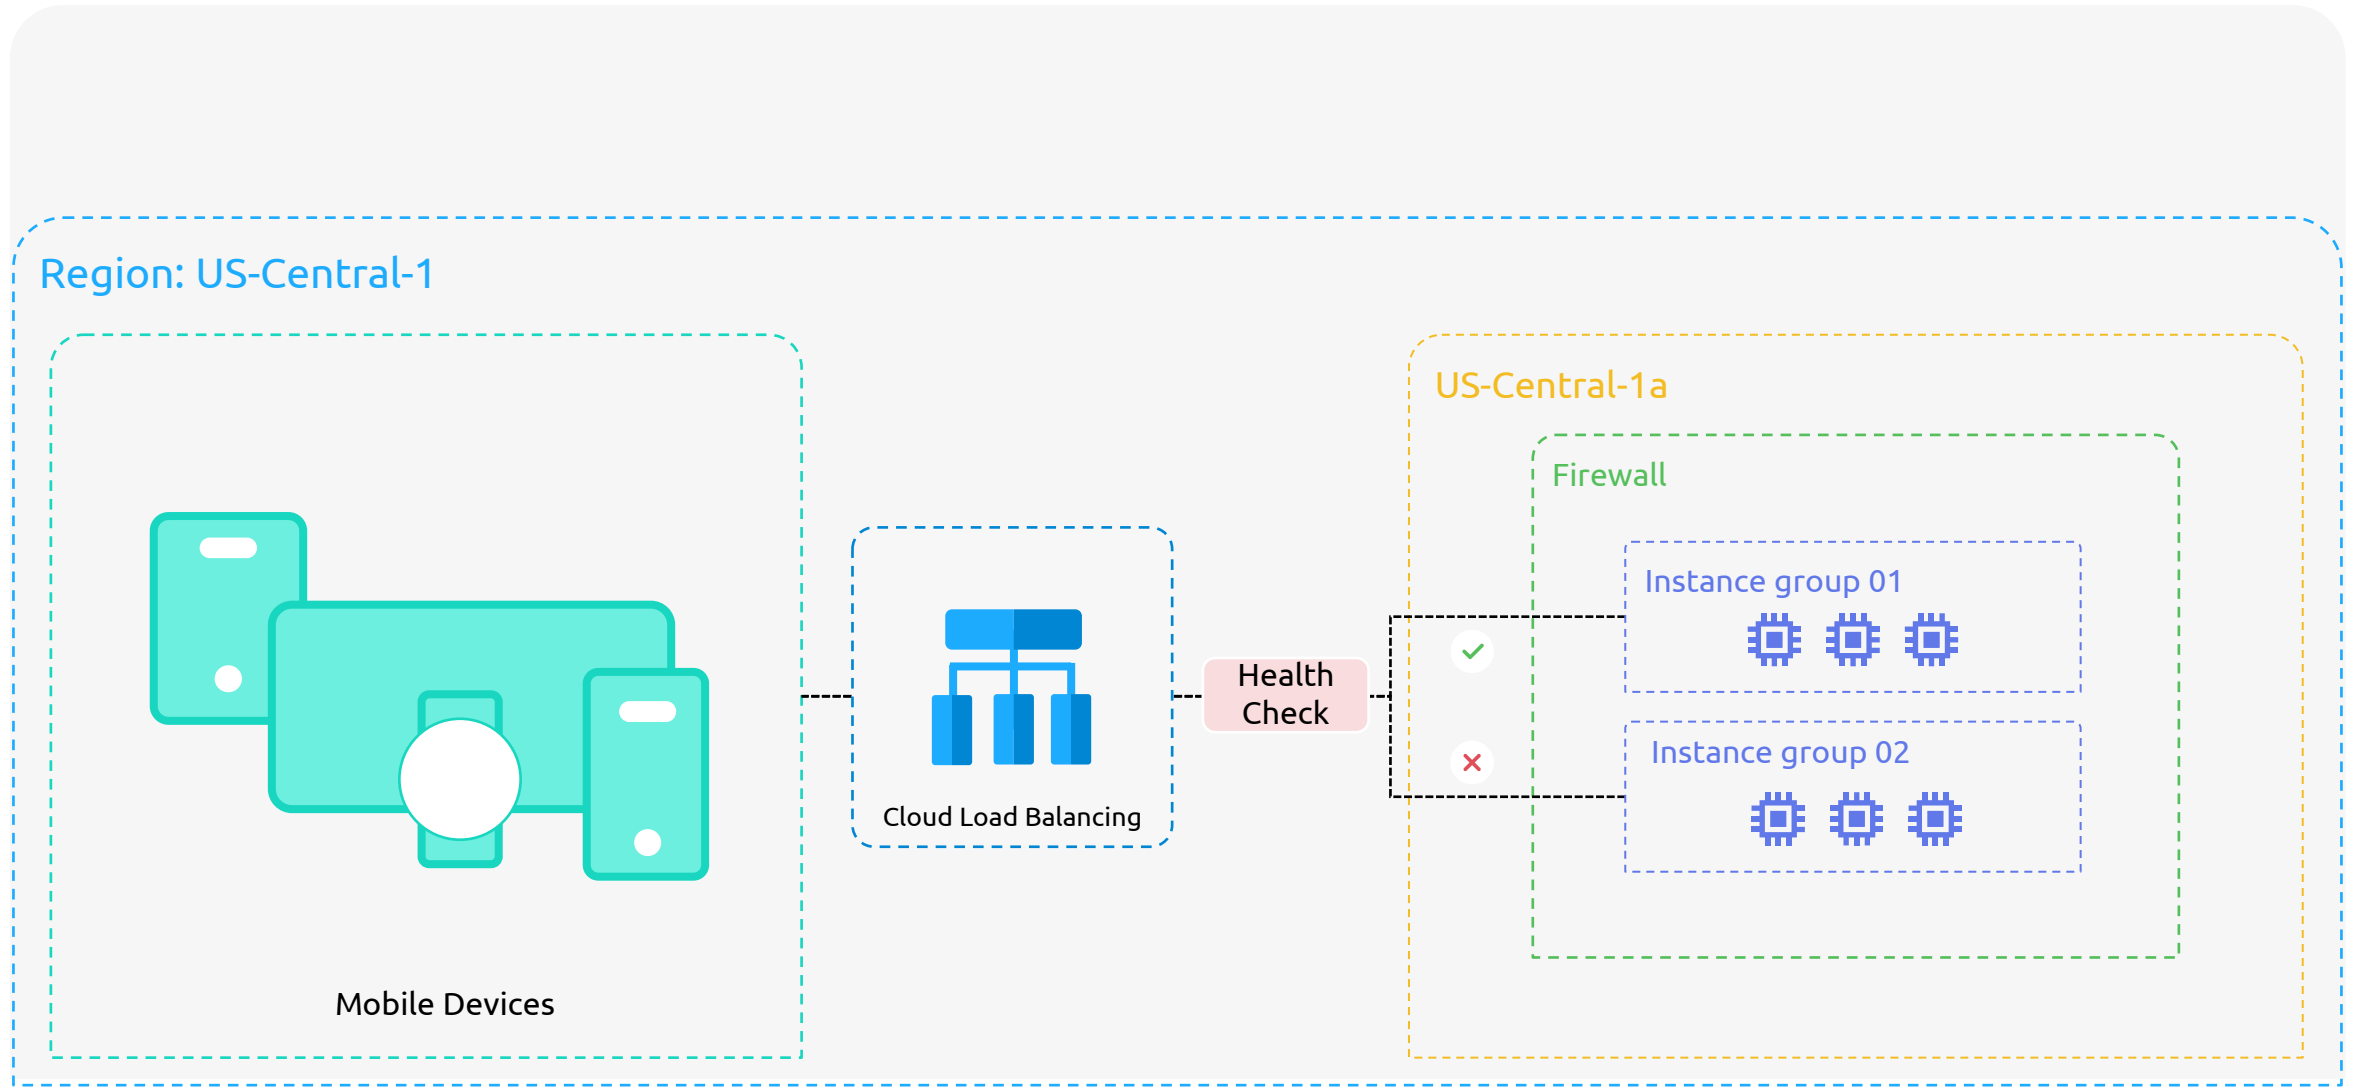 Region: US-Central-1
US-Central-1a
Firewall
Instance group 01
Health
Check
Instance group 02
Cloud Load Balancing
Mobile Devices